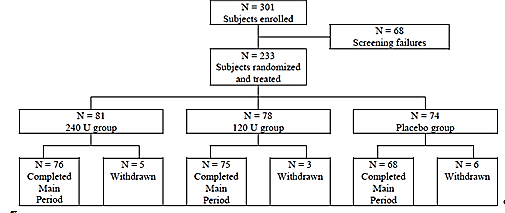 N = 301
Subjects enrolled
N = 68
Screening failures
N = 233
Subjects randomized
and treated
N = 81
240 U group
N = 78
120 U group
N = 74
Placebo group
N = 76
Completed
Main
Period
N = 5
Withdrawn
N = 75
Completed
Main
Period
N = 3
Withdrawn
N = 68
Completed
Main
Period
N = 6
Withdrawn